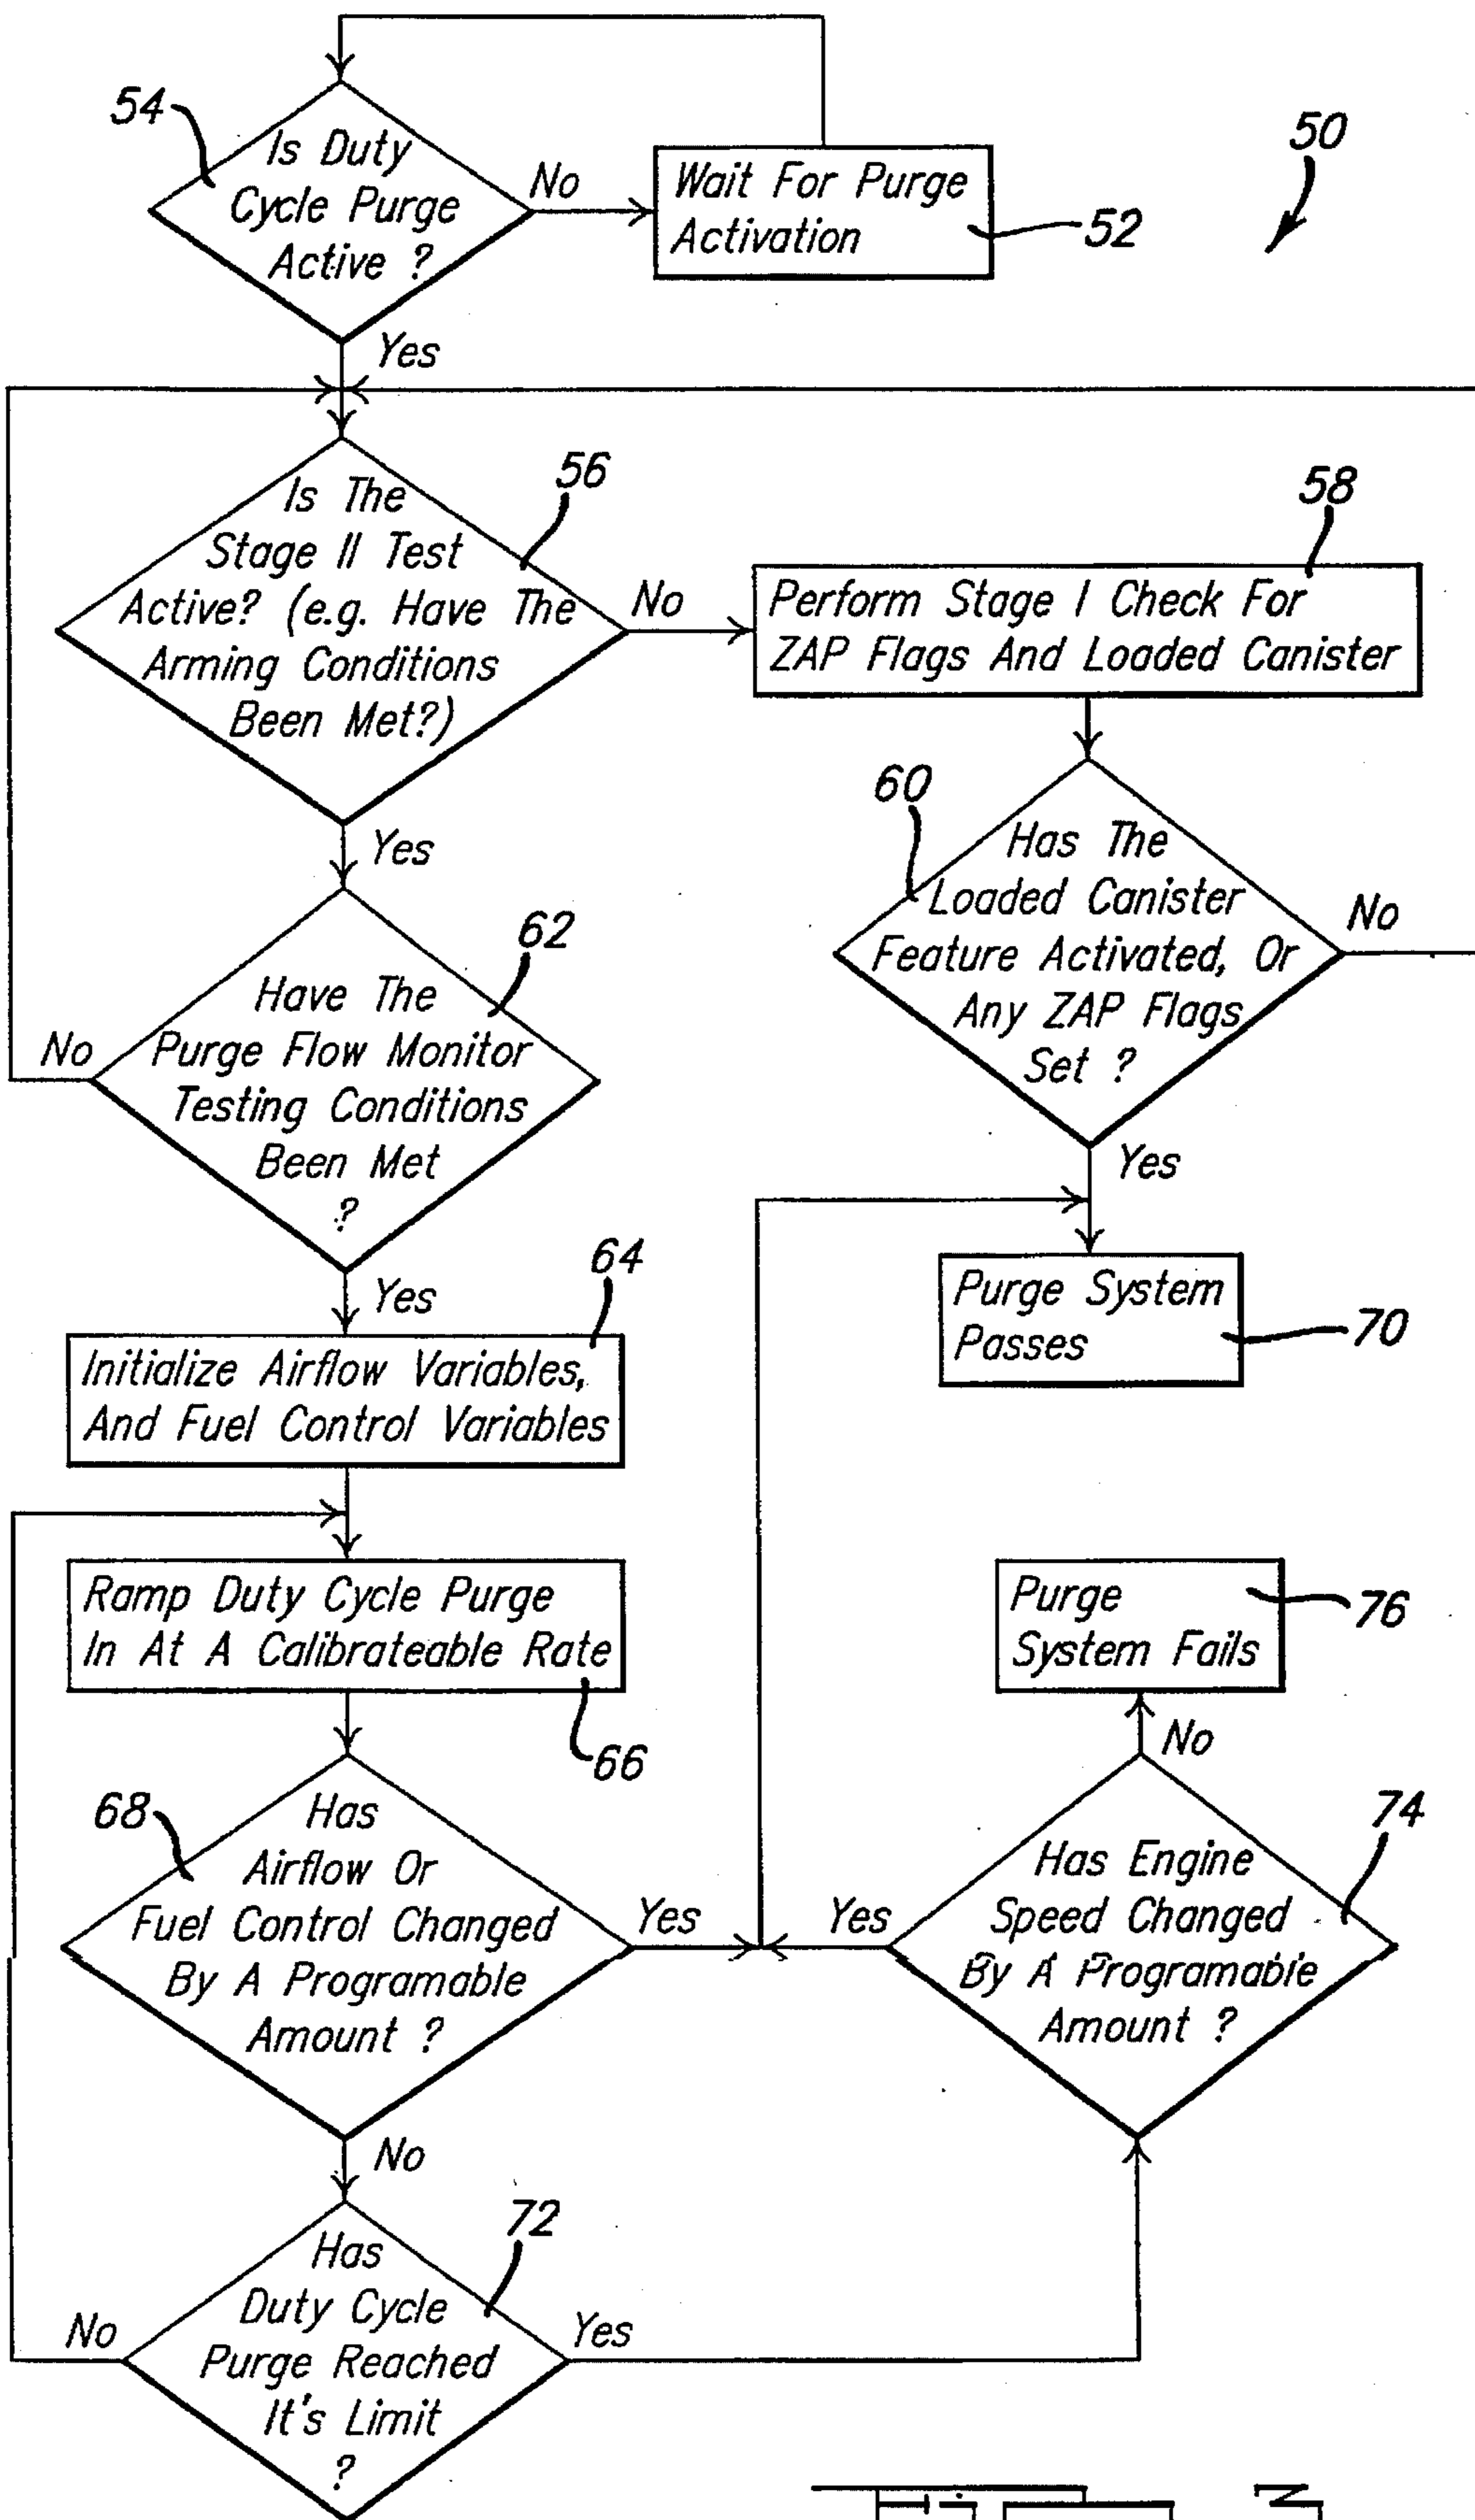 54
Is Duty
Cycle Purge
Active ?
No
Wait For Purge
Activation
52
50
Yes
Is The
Stage II Test
Active? (e.g. Have The
Arming Conditions
Been Met?)
56
No
58
Perform Stage I Check For
ZAP Flags And Loaded Canister
Yes
60
Has The
Loaded Canister
Feature Activated, Or
Any ZAP Flags
Set ?
No
62
Have The
Purge Flow Monitor
Testing Conditions
Been Met
?
No
Yes
Yes
Purge System
Passes
70
64
Initialize Airflow Variables,
And Fuel Control Variables
Ramp Duty Cycle Purge
In At A Calibrateable Rate
66
Purge
System Fails
76
No
68
Has
Airflow Or
Fuel Control Changed
By A Programable
Amount ?
Yes
Yes
74
Has Engine
Speed Changed
By A Programable
Amount ?
No
72
Has
Duty Cycle
Purge Reached
It's Limit
?
No
Yes